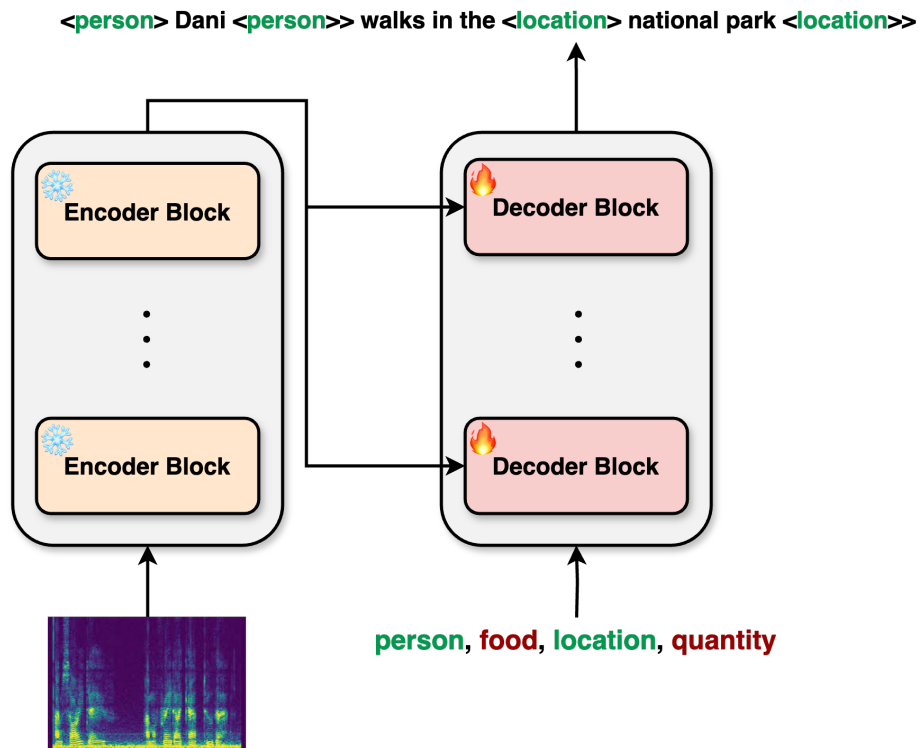 <person> Dani <person>> walks in the <location> national park <location>>
Encoder Block
Decoder Block
Encoder Block
Decoder Block
person, food, location, quantity